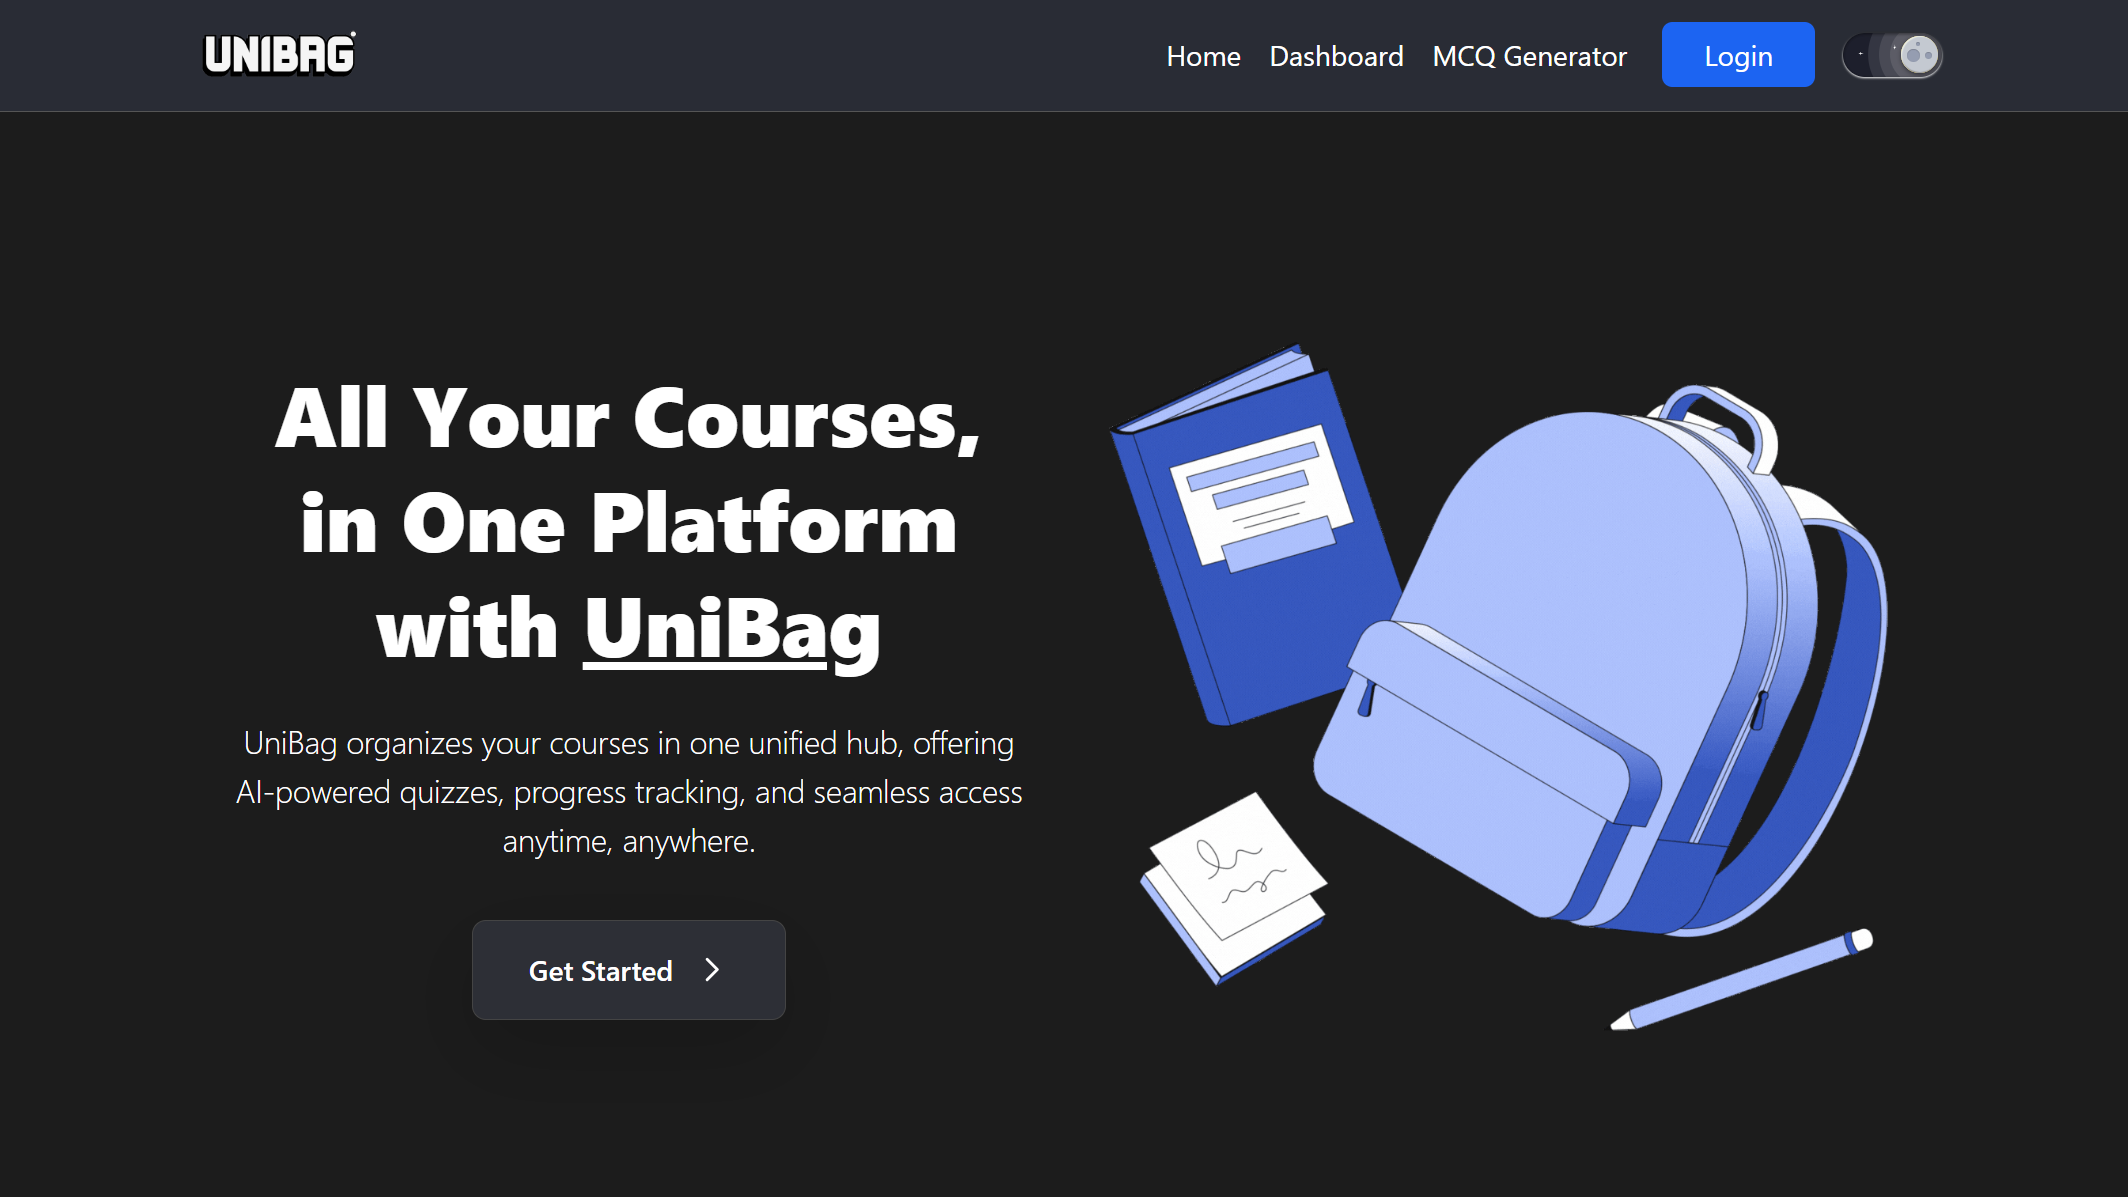 UNIBAG
Home Dashboard MCQ Generator Login
All Your Courses,
in One Platform
with UniBag
UniBag organizes your courses in one unified hub, offering
AI-powered quizzes, progress tracking, and seamless access
anytime, anywhere.
Get Started